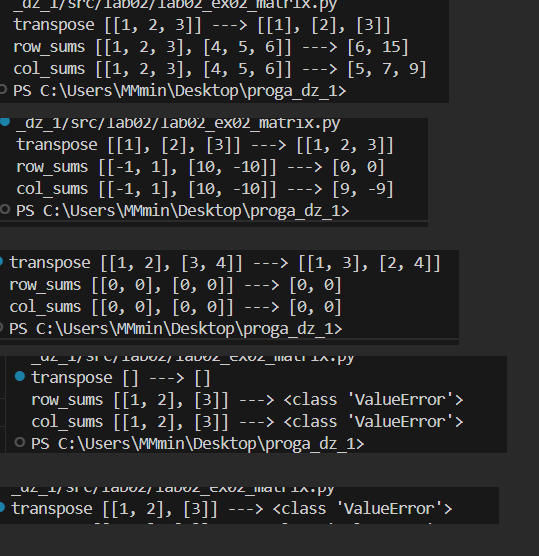 _dz_1/src/lab02/lab02_ex02_matrix.py
transpose [[1, 2, 3]] ---> [[1], [2], [3]]
row_sums [[1, 2, 3], [4, 5, 6]] ---> [6, 15]
col_sums [[1, 2, 3], [4, 5, 6]] ---> [5, 7, 9]
PS C:\Users\MMmin\Desktop\proga_dz_1>
_dz_1/src/lab02/lab02_ex02_matrix.py
transpose [[1], [2], [3]] ---> [[1, 2, 3]]
row_sums [[-1, 1], [10, -10]] ---> [0, 0]
col_sums [[-1, 1], [10, -10]] ---> [9, -9]
PS C:\Users\MMmin\Desktop\proga_dz_1>
transpose [[1, 2], [3, 4]] ---> [[1, 3], [2, 4]]
row_sums [[0, 0], [0, 0]] ---> [0, 0]
col_sums [[0, 0], [0, 0]] ---> [0, 0]
PS C:\Users\MMmin\Desktop\proga_dz_1>
_dz_1/src/lab02/lab02_ex02_matrix.py
transpose [] ---> []
row_sums [[1, 2], [3]] ---> <class 'ValueError'>
col_sums [[1, 2], [3]] ---> <class 'ValueError'>
PS C:\Users\MMmin\Desktop\proga_dz_1>
_dz_1/src/lab02/lab02_ex02_matrix.py
transpose [[1, 2], [3]] ---> <class 'ValueError'>